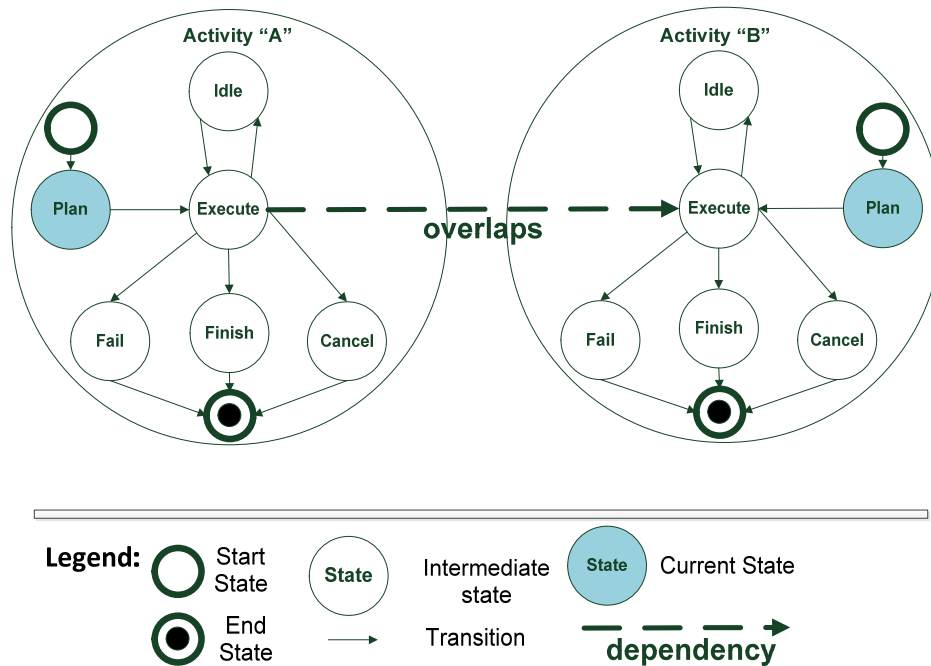 Activity “A”
Idle
Plan
Execute
Fail
Finish
Cancel
overlaps
Activity “B”
Idle
Execute
Plan
Fail
Finish
Cancel
Legend:
Start
State
State
Intermediate
state
State
Current State
End
State
Transition
dependency